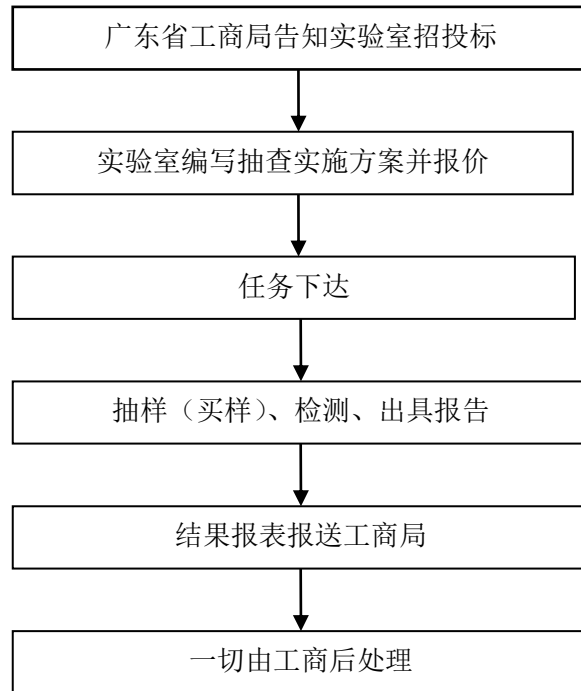 广东省工商局告知实验室招投标
实验室编写抽查实施方案并报价
任务下达
抽样（买样）、检测、出具报告
结果报表报送工商局
一切由工商后处理